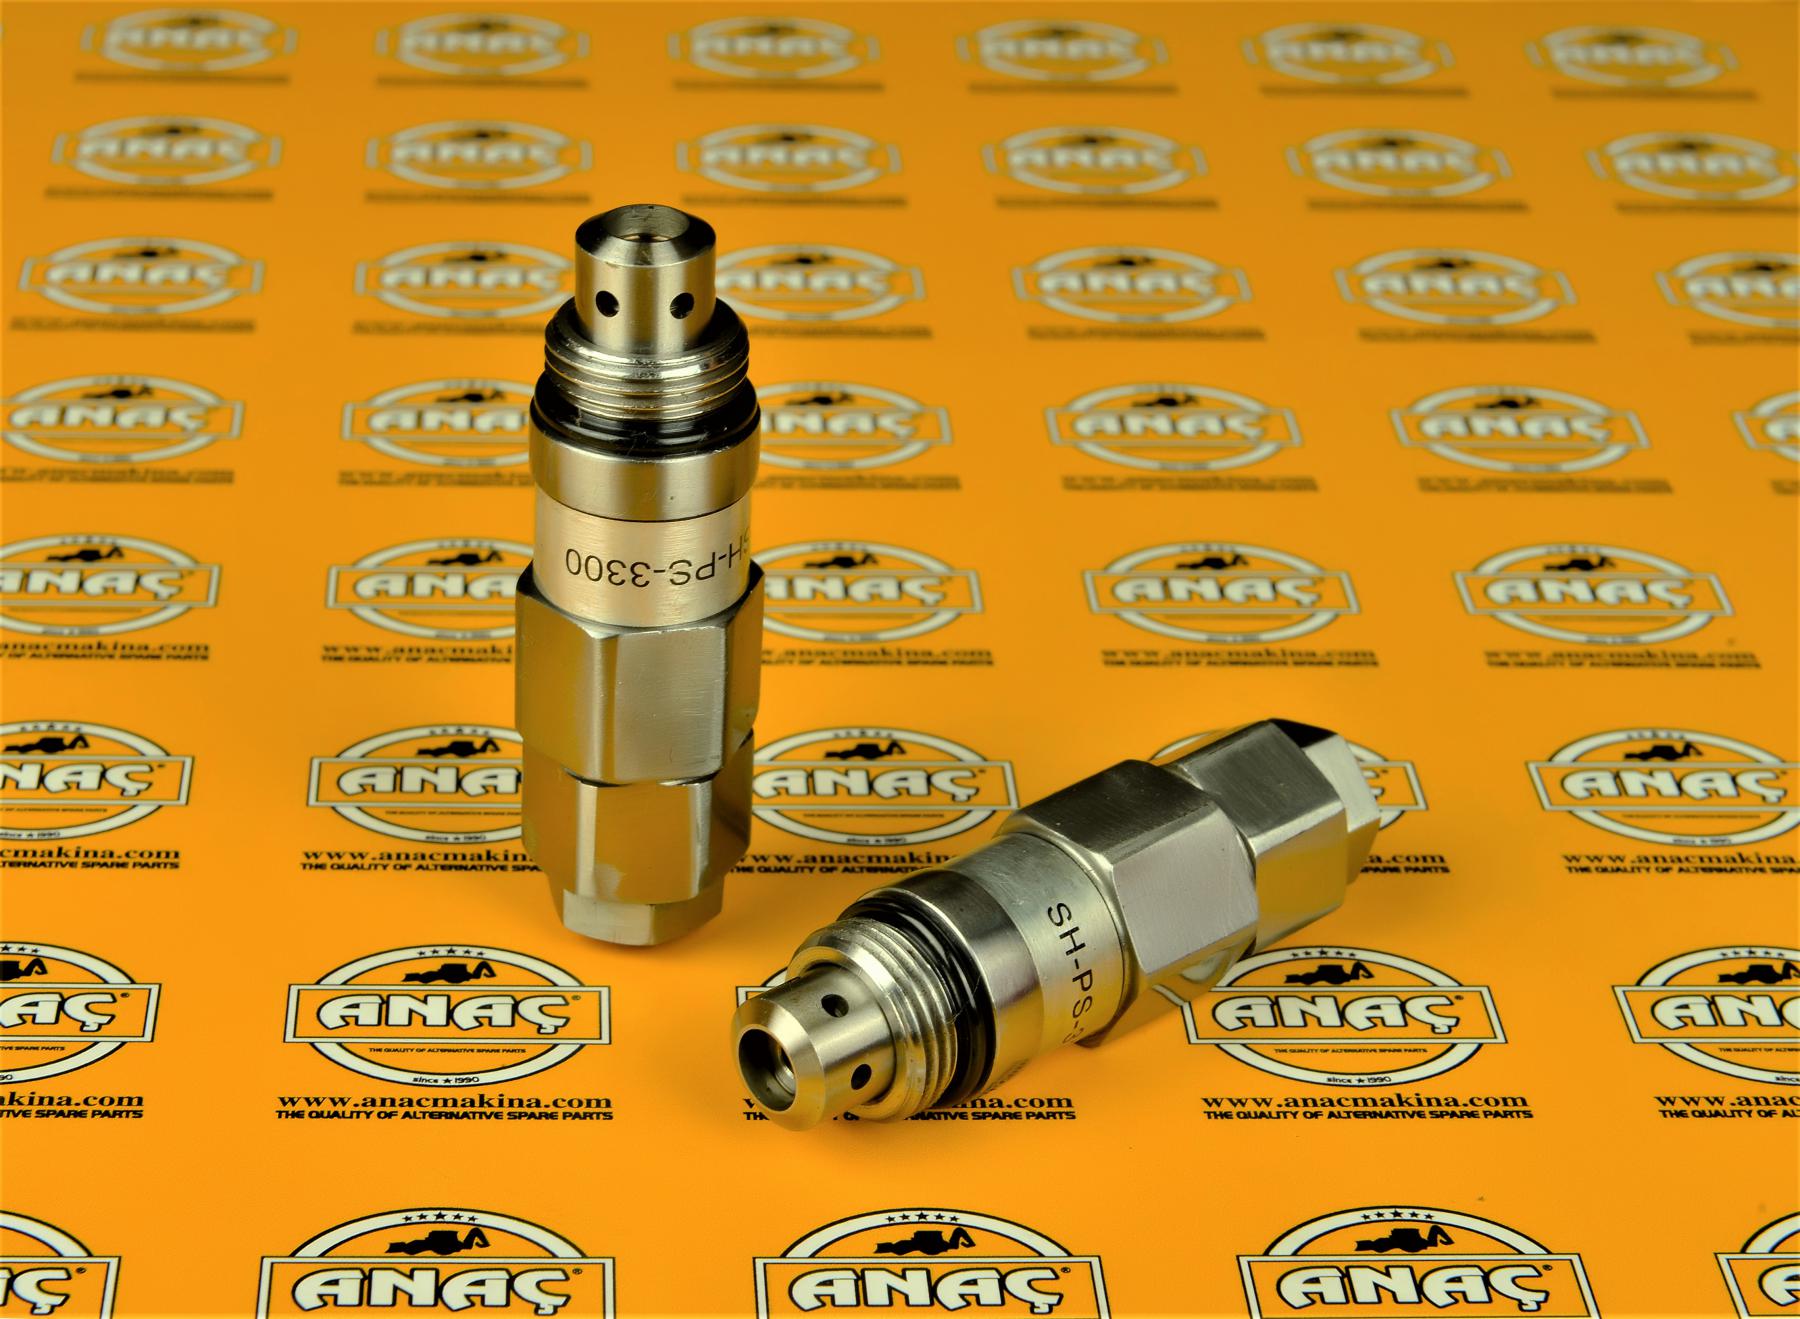 SH-PS-3300
SH-PS-3
ANAÇ®
THE QUALITY OF ALTERNATIVE SPARE PARTS
since ★ 1990
www.anacmakina.com
THE QUALITY OF ALTERNATIVE SPARE PARTS